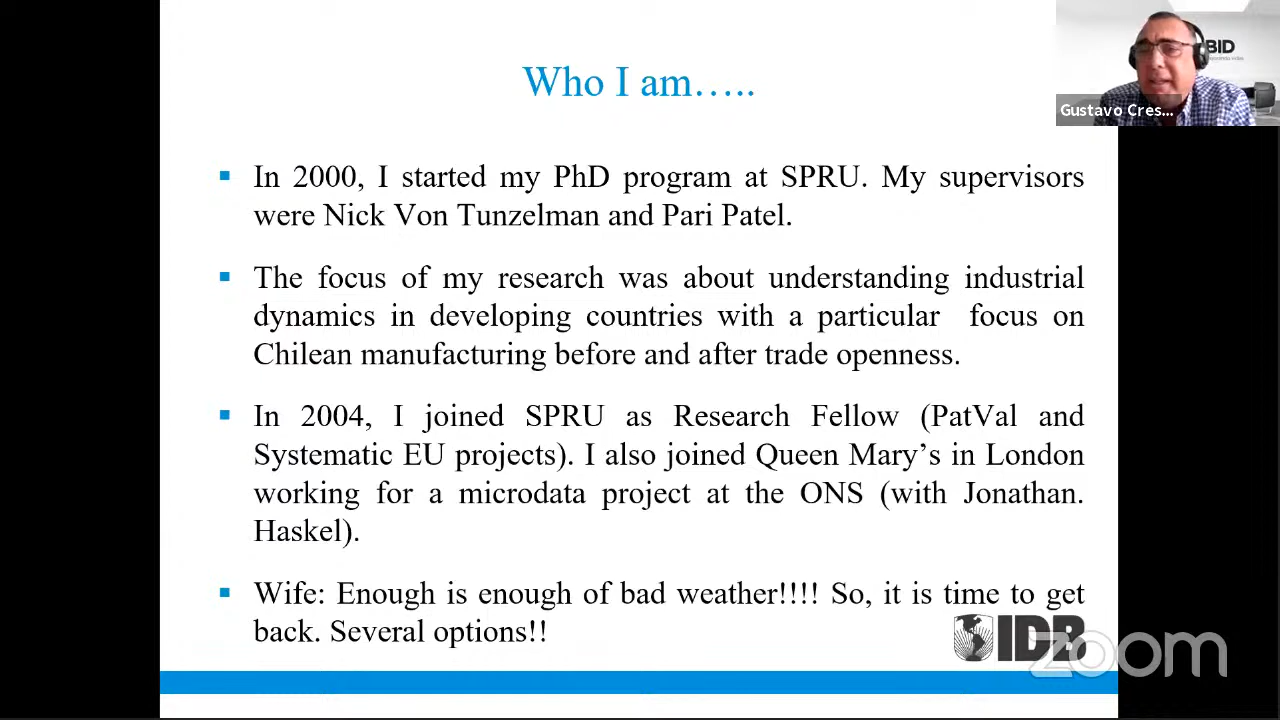 Who I am…..
BID
Gustavo Cres...
In 2000, I started my PhD program at SPRU. My supervisors
were Nick Von Tunzelman and Pari Patel.
The focus of my research was about understanding industrial
dynamics in developing countries with a particular focus on
Chilean manufacturing before and after trade openness.
In 2004, I joined SPRU as Research Fellow (PatVal and
Systematic EU projects). I also joined Queen Mary’s in London
working for a microdata project at the ONS (with Jonathan.
Haskel).
Wife: Enough is enough of bad weather!!!! So, it is time to get
back. Several options!!
IDB
zoom